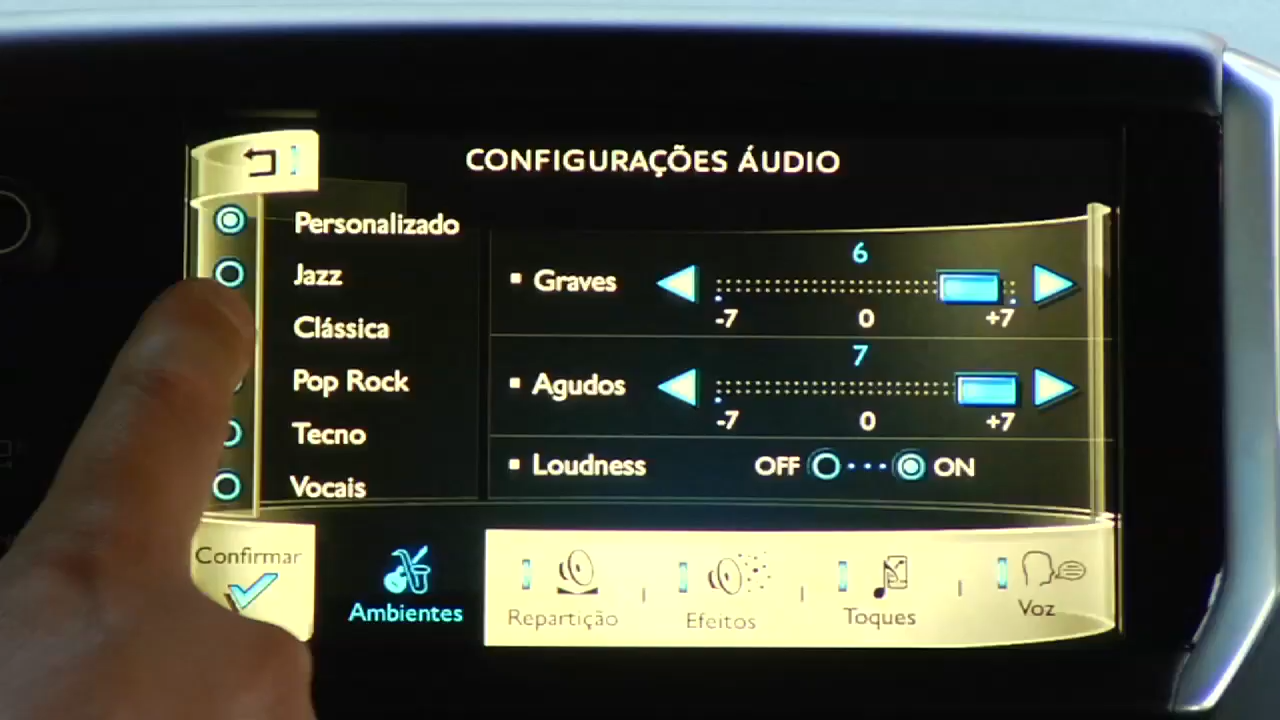 CONFIGURAÇÕES ÁUDIO
Personalizado
Jazz
Clássica
Pop Rock
Tecno
Vocais
6
▪ Graves
-7 0 +7
7
▪ Agudos
-7 0 +7
▪ Loudness OFF ON
Confirmar
Ambientes
Repartição
Efeitos
Toques
Voz